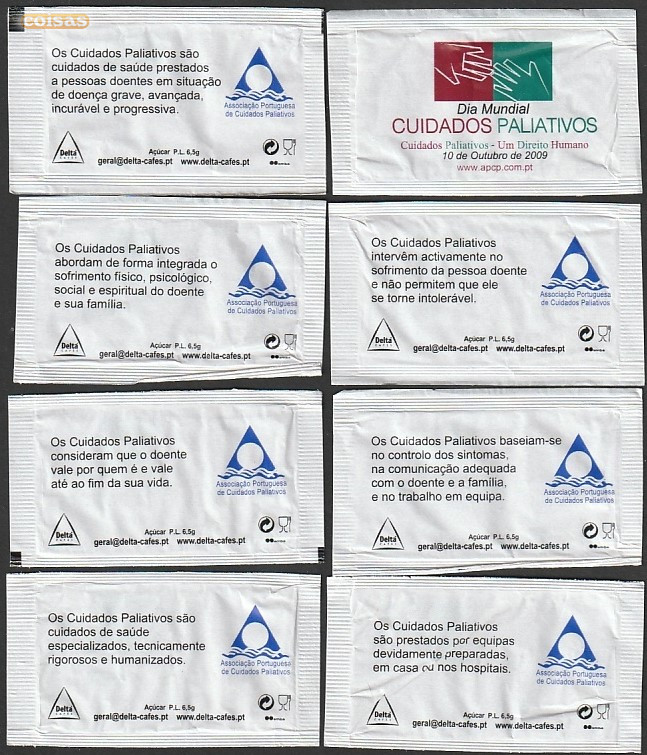 coisas
Os Cuidados Paliativos são
cuidados de saúde prestados
a pessoas doentes em situação
de doença grave, avançada,
incurável e progressiva.
Associação Portuguesa
de Cuidados Paliativos
Delta
CAFÉS
Açúcar P.L. 6,5g
geral@delta-cafes.pt www.delta-cafes.pt
Dia Mundial
CUIDADOS PALIATIVOS
Cuidados Paliativos - Um Direito Humano
10 de Outubro de 2009
www.apcp.com.pt
Os Cuidados Paliativos
abordam de forma integrada o
sofrimento físico, psicológico,
social e espiritual do doente
e sua família.
Associação Portuguesa
de Cuidados Paliativos
Delta
CAFÉS
Açúcar P.L. 6,5g
geral@delta-cafes.pt www.delta-cafes.pt
Os Cuidados Paliativos
intervêm activamente no
sofrimento da pessoa doente
e não permitem que ele
se torne intolerável.
Associação Portuguesa
de Cuidados Paliativos
Delta
CAFÉS
Açúcar P.L. 6,5g
geral@delta-cafes.pt www.delta-cafes.pt
Os Cuidados Paliativos
consideram que o doente
vale por quem é e vale
até ao fim da sua vida.
Associação Portuguesa
de Cuidados Paliativos
Delta
CAFÉS
Açúcar P.L. 6,5g
geral@delta-cafes.pt www.delta-cafes.pt
Os Cuidados Paliativos baseiam-se
no controlo dos sintomas,
na comunicação adequada
com o doente e a família,
e no trabalho em equipa.
Associação Portuguesa
de Cuidados Paliativos
Delta
CAFÉS
Açúcar P.L. 6,5g
geral@delta-cafes.pt www.delta-cafes.pt
Os Cuidados Paliativos são
cuidados de saúde
especializados, tecnicamente
rigorosos e humanizados.
Associação Portuguesa
de Cuidados Paliativos
Delta
CAFÉS
Açúcar P.L. 6,5g
geral@delta-cafes.pt www.delta-cafes.pt
Os Cuidados Paliativos
são prestados por equipas
devidamente preparadas,
em casa ou nos hospitais.
Associação Portuguesa
de Cuidados Paliativos
Delta
CAFÉS
Açúcar P.L. 6,5g
geral@delta-cafes.pt www.delta-cafes.pt